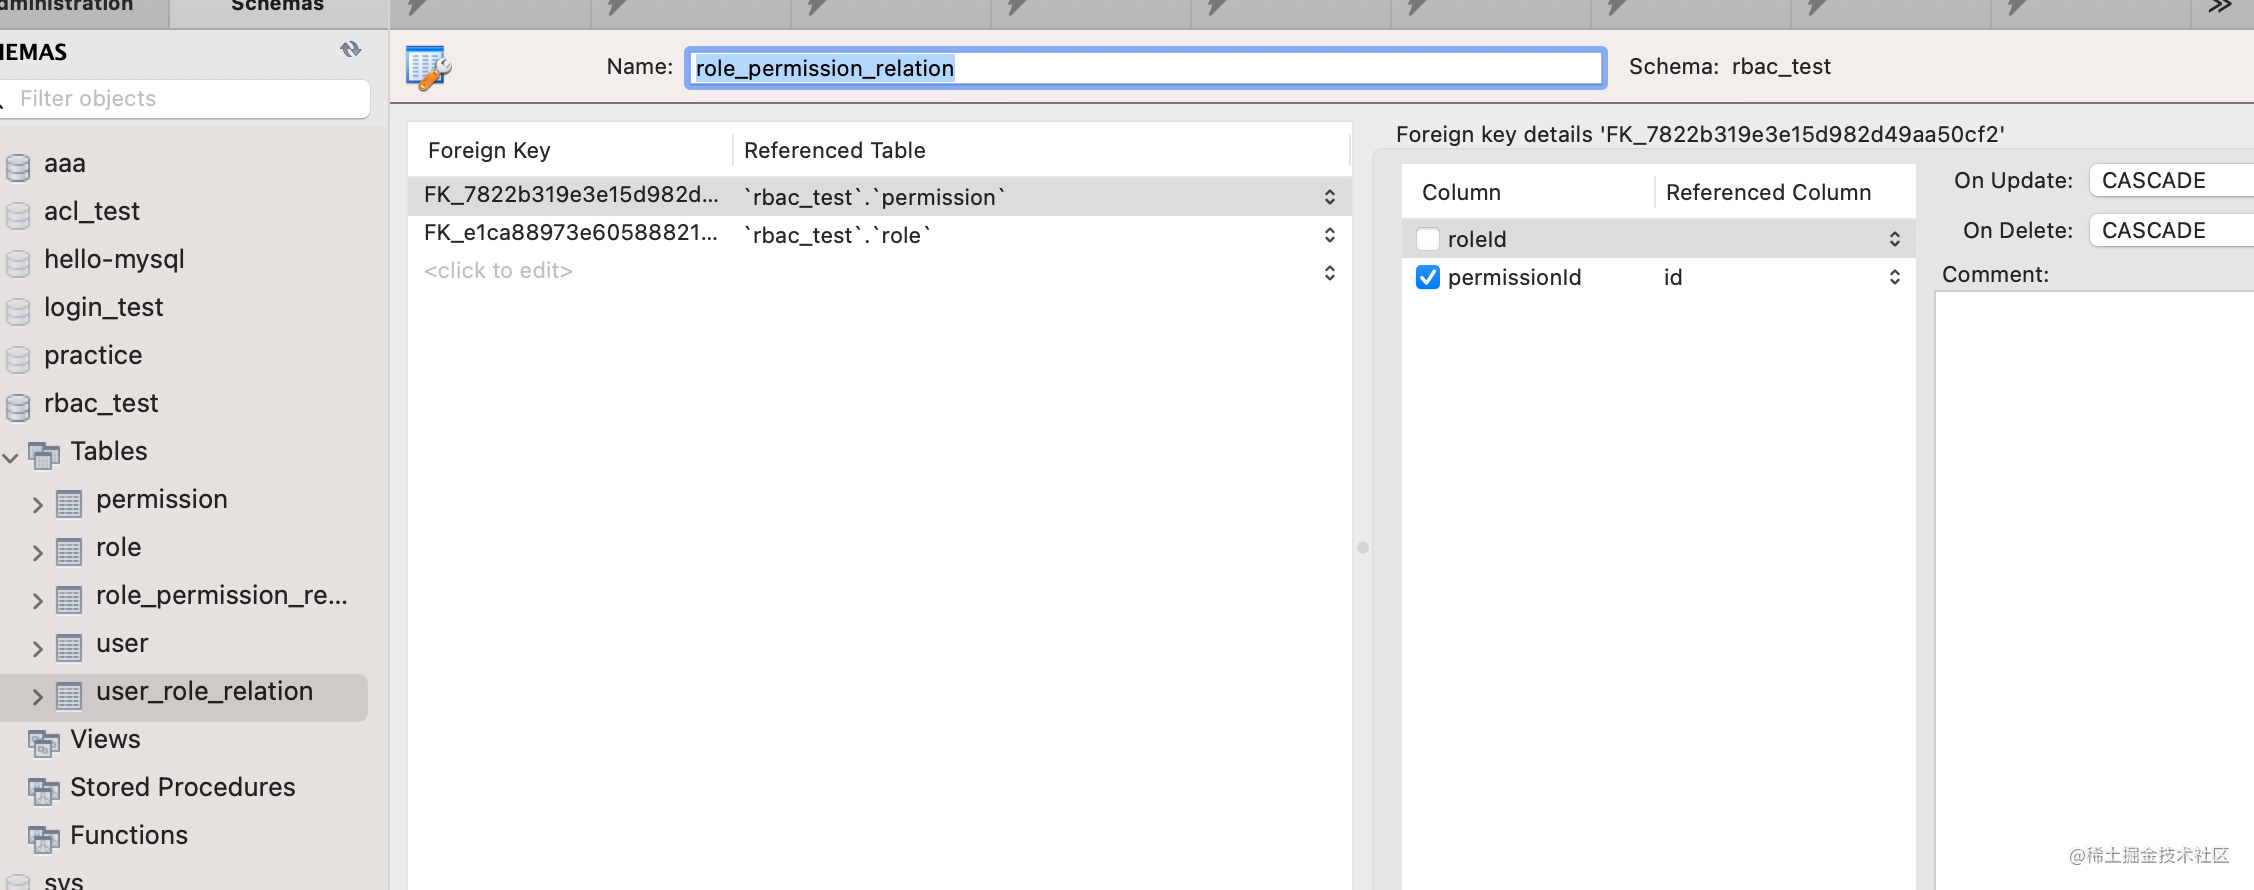 Schemas
Name: role_permission_relation Schema: rbac_test
Filter objects
aaa
acl_test
hello-mysql
login_test
practice
rbac_test
Tables
permission
role
role_permission_re...
user
user_role_relation
Views
Stored Procedures
Functions
sys
Foreign Key Referenced Table
FK_7822b319e3e15d982d... `rbac_test`.`permission`
FK_e1ca88973e60588821... `rbac_test`.`role`
<click to edit>
Foreign key details 'FK_7822b319e3e15d982d49aa50cf2'
Column Referenced Column
roleId
permissionId id
On Update: CASCADE
On Delete: CASCADE
Comment:
@稀土掘金技术社区